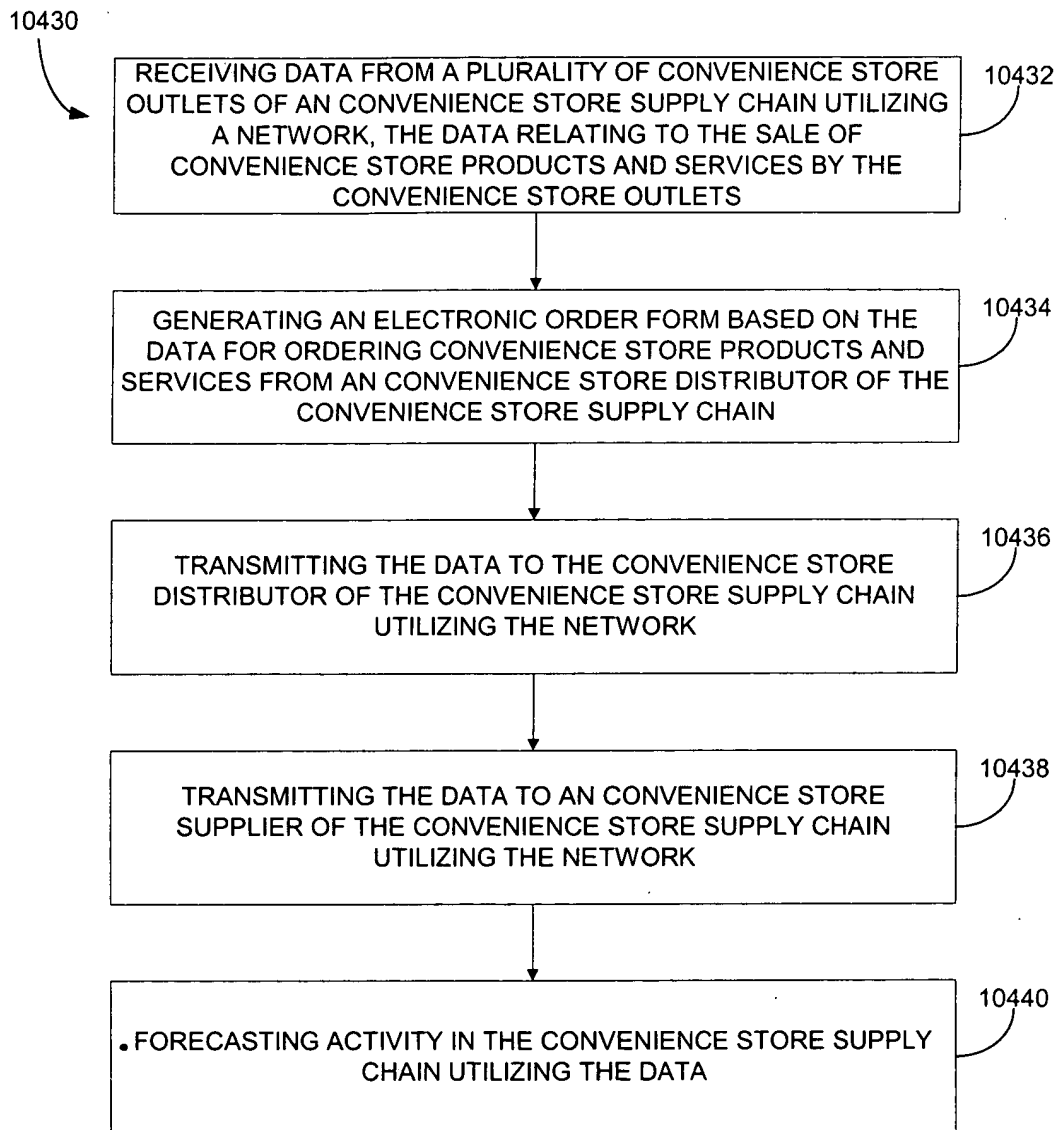 10430
RECEIVING DATA FROM A PLURALITY OF CONVENIENCE STORE
OUTLETS OF AN CONVENIENCE STORE SUPPLY CHAIN UTILIZING
A NETWORK, THE DATA RELATING TO THE SALE OF
CONVENIENCE STORE PRODUCTS AND SERVICES BY THE
CONVENIENCE STORE OUTLETS
10432
GENERATING AN ELECTRONIC ORDER FORM BASED ON THE
DATA FOR ORDERING CONVENIENCE STORE PRODUCTS AND
SERVICES FROM AN CONVENIENCE STORE DISTRIBUTOR OF THE
CONVENIENCE STORE SUPPLY CHAIN
10434
TRANSMITTING THE DATA TO THE CONVENIENCE STORE
DISTRIBUTOR OF THE CONVENIENCE STORE SUPPLY CHAIN
UTILIZING THE NETWORK
10436
TRANSMITTING THE DATA TO AN CONVENIENCE STORE
SUPPLIER OF THE CONVENIENCE STORE SUPPLY CHAIN
UTILIZING THE NETWORK
10438
FORECASTING ACTIVITY IN THE CONVENIENCE STORE SUPPLY
CHAIN UTILIZING THE DATA
10440